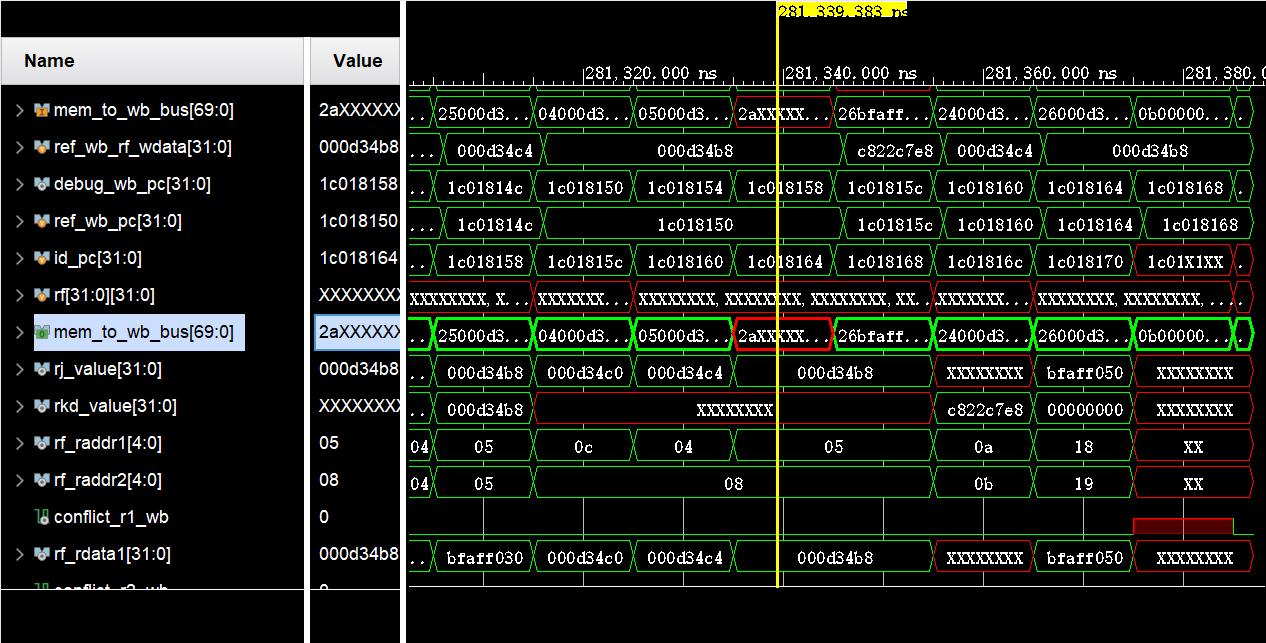 281,339.383 ns
Name Value
281,320.000 ns 281,340.000 ns 281,360.000 ns 281,380.0
mem_to_wb_bus[69:0] 2aXXXXXX ... 25000d3... 04000d3... 05000d3... 2aXXXXX... 26bfaff... 24000d3... 26000d3... 0b00000...
ref_wb_rf_wdata[31:0] 000d34b8 ... 000d34c4 000d34b8 c822c7e8 000d34c4 000d34b8
debug_wb_pc[31:0] 1c018158 .. 1c01814c 1c018150 1c018154 1c018158 1c01815c 1c018160 1c018164 1c018168 .
ref_wb_pc[31:0] 1c018150 ... 1c01814c 1c018150 1c01815c 1c018160 1c018164 1c018168
id_pc[31:0] 1c018164 .. 1c018158 1c01815c 1c018160 1c018164 1c018168 1c01816c 1c018170 1c01X1XX .
rf[31:0][31:0] XXXXXXXX XXXXXXXX,X... XXXXXXX... XXXXXXXX,XXXXXXXX,XXXXXXXX,XX... XXXXXXX... XXXXXXXX,XXXXXXXX,...
mem_to_wb_bus[69:0] 2aXXXXXX .. 25000d3... 04000d3... 05000d3... 2aXXXXX... 26bfaff... 24000d3... 26000d3... 0b00000...
rj_value[31:0] 000d34b8 .. 000d34b8 000d34c0 000d34c4 000d34b8 XXXXXXXX bfaff050 XXXXXXXX
rkd_value[31:0] XXXXXXXX .. 000d34b8 XXXXXXXX c822c7e8 00000000 XXXXXXXX
rf_raddr1[4:0] 05 04 05 0c 04 05 0a 18 XX
rf_raddr2[4:0] 08 04 05 08 0b 19 XX
conflict_r1_wb 0
rf_rdata1[31:0] 000d34b8 .. bfaff030 000d34c0 000d34c4 000d34b8 XXXXXXXX bfaff050 XXXXXXXX